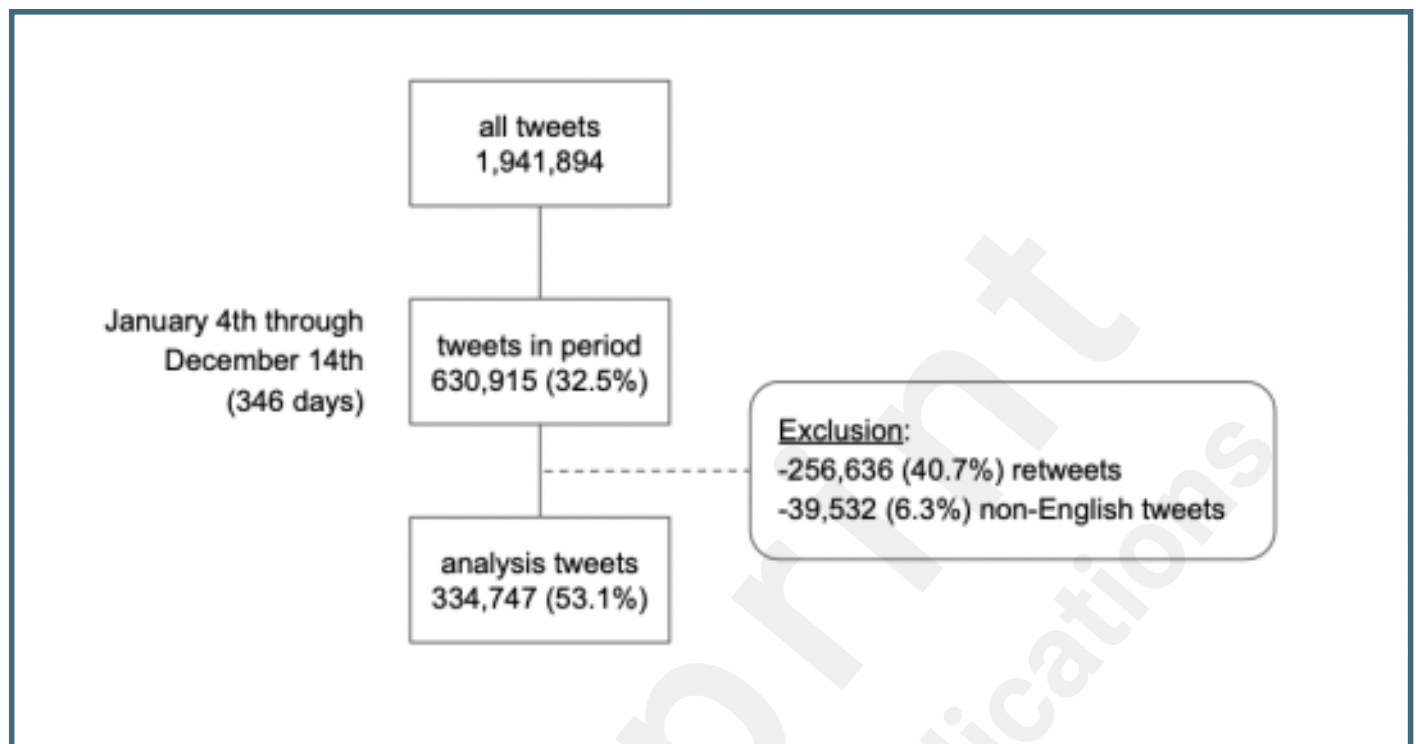 all tweets
1,941,894
January 4th through
December 14th
(346 days)
tweets in period
630,915 (32.5%)
Exclusion:
-256,636 (40.7%) retweets
-39,532 (6.3%) non-English tweets
analysis tweets
334,747 (53.1%)